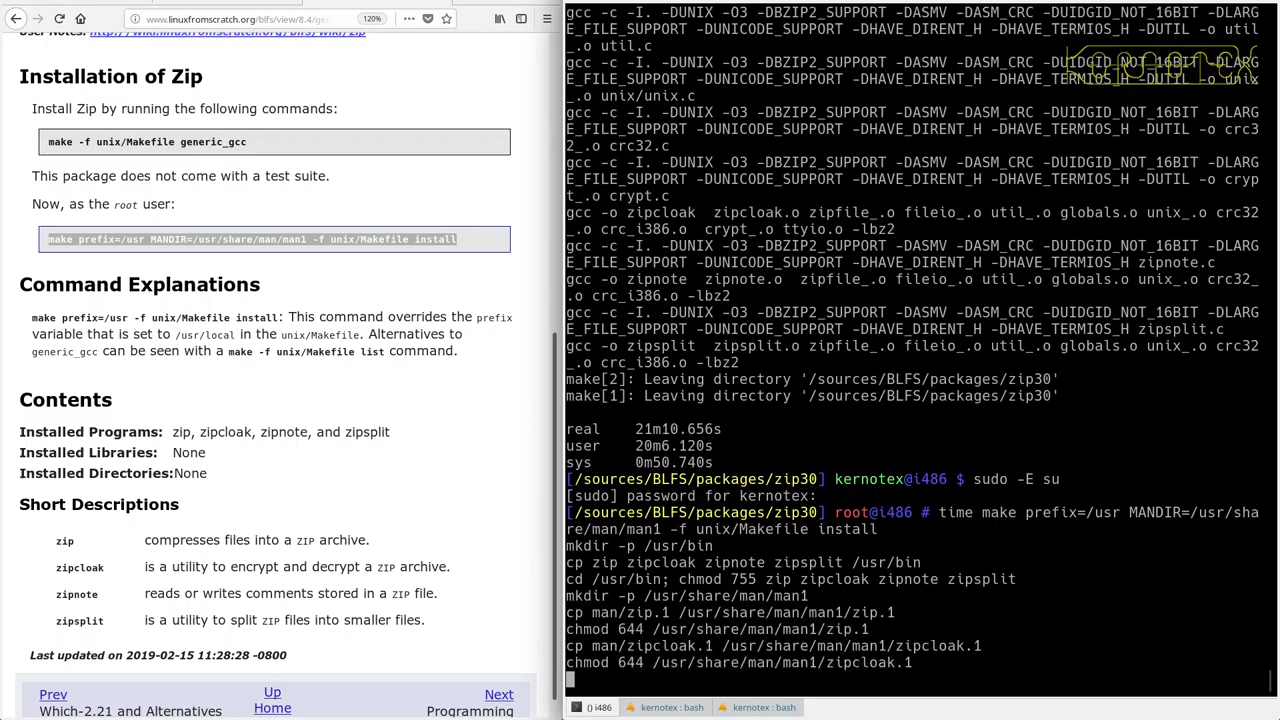 www.linuxfromscratch.org/blfs/view/8.4/ge
120%
User Notes: http://wiki.linuxfromscratch.org/blfs/wiki/zip
Installation of Zip
Install Zip by running the following commands:
make -f unix/Makefile generic_gcc
This package does not come with a test suite.
Now, as the root user:
make prefix=/usr MANDIR=/usr/share/man/man1 -f unix/Makefile install
Command Explanations
make prefix=/usr -f unix/Makefile install: This command overrides the prefix
variable that is set to /usr/local in the unix/Makefile. Alternatives to
generic_gcc can be seen with a make -f unix/Makefile list command.
Contents
Installed Programs: zip, zipcloak, zipnote, and zipsplit
Installed Libraries: None
Installed Directories:None
Short Descriptions
zip compresses files into a ZIP archive.
zipcloak is a utility to encrypt and decrypt a ZIP archive.
zipnote reads or writes comments stored in a ZIP file.
zipsplit is a utility to split ZIP files into smaller files.
Last updated on 2019-02-15 11:28:28 -0800
Prev Up Next
Which-2.21 and Alternatives Home Programming
gcc -c -I. -DUNIX -O3 -DBZIP2_SUPPORT -DASMV -DASM_CRC -DUIDGID_NOT_16BIT -DLARG
E_FILE_SUPPORT -DUNICODE_SUPPORT -DHAVE_DIRENT_H -DHAVE_TERMIOS_H -DUTIL -o util
_.o util.c
gcc -c -I. -DUNIX -O3 -DBZIP2_SUPPORT -DASMV -DASM_CRC -DUIDGID_NOT_16BIT -DLARG
E_FILE_SUPPORT -DUNICODE_SUPPORT -DHAVE_DIRENT_H -DHAVE_TERMIOS_H -DUTIL -o unix
_.o unix/unix.c
gcc -c -I. -DUNIX -O3 -DBZIP2_SUPPORT -DASMV -DASM_CRC -DUIDGID_NOT_16BIT -DLARG
E_FILE_SUPPORT -DUNICODE_SUPPORT -DHAVE_DIRENT_H -DHAVE_TERMIOS_H -DUTIL -o crc3
2_.o crc32.c
gcc -c -I. -DUNIX -O3 -DBZIP2_SUPPORT -DASMV -DASM_CRC -DUIDGID_NOT_16BIT -DLARG
E_FILE_SUPPORT -DUNICODE_SUPPORT -DHAVE_DIRENT_H -DHAVE_TERMIOS_H -DUTIL -o cryp
t_.o crypt.c
gcc -o zipcloak  zipcloak.o zipfile_.o fileio_.o util_.o globals.o unix_.o crc32
_.o crc_i386.o  crypt_.o ttyio.o -lbz2
gcc -c -I. -DUNIX -O3 -DBZIP2_SUPPORT -DASMV -DASM_CRC -DUIDGID_NOT_16BIT -DLARG
E_FILE_SUPPORT -DUNICODE_SUPPORT -DHAVE_DIRENT_H -DHAVE_TERMIOS_H zipnote.c
gcc -o zipnote  zipnote.o zipfile_.o fileio_.o util_.o globals.o unix_.o crc32_
.o crc_i386.o -lbz2
gcc -c -I. -DUNIX -O3 -DBZIP2_SUPPORT -DASMV -DASM_CRC -DUIDGID_NOT_16BIT -DLARG
E_FILE_SUPPORT -DUNICODE_SUPPORT -DHAVE_DIRENT_H -DHAVE_TERMIOS_H zipsplit.c
gcc -o zipsplit  zipsplit.o zipfile_.o fileio_.o util_.o globals.o unix_.o crc32
_.o crc_i386.o -lbz2
make[2]: Leaving directory '/sources/BLFS/packages/zip30'
make[1]: Leaving directory '/sources/BLFS/packages/zip30'
real    21m10.656s
user    20m6.120s
sys     0m50.740s
[/sources/BLFS/packages/zip30] kernotex@i486 $ sudo -E su
[sudo] password for kernotex:
[/sources/BLFS/packages/zip30] root@i486 # time make prefix=/usr MANDIR=/usr/sha
re/man/man1 -f unix/Makefile install
mkdir -p /usr/bin
cp zip zipcloak zipnote zipsplit /usr/bin
cd /usr/bin; chmod 755 zip zipcloak zipnote zipsplit
mkdir -p /usr/share/man/man1
cp man/zip.1 /usr/share/man/man1/zip.1
chmod 644 /usr/share/man/man1/zip.1
cp man/zipcloak.1 /usr/share/man/man1/zipcloak.1
chmod 644 /usr/share/man/man1/zipcloak.1
() i486
kernotex : bash
kernotex : bash